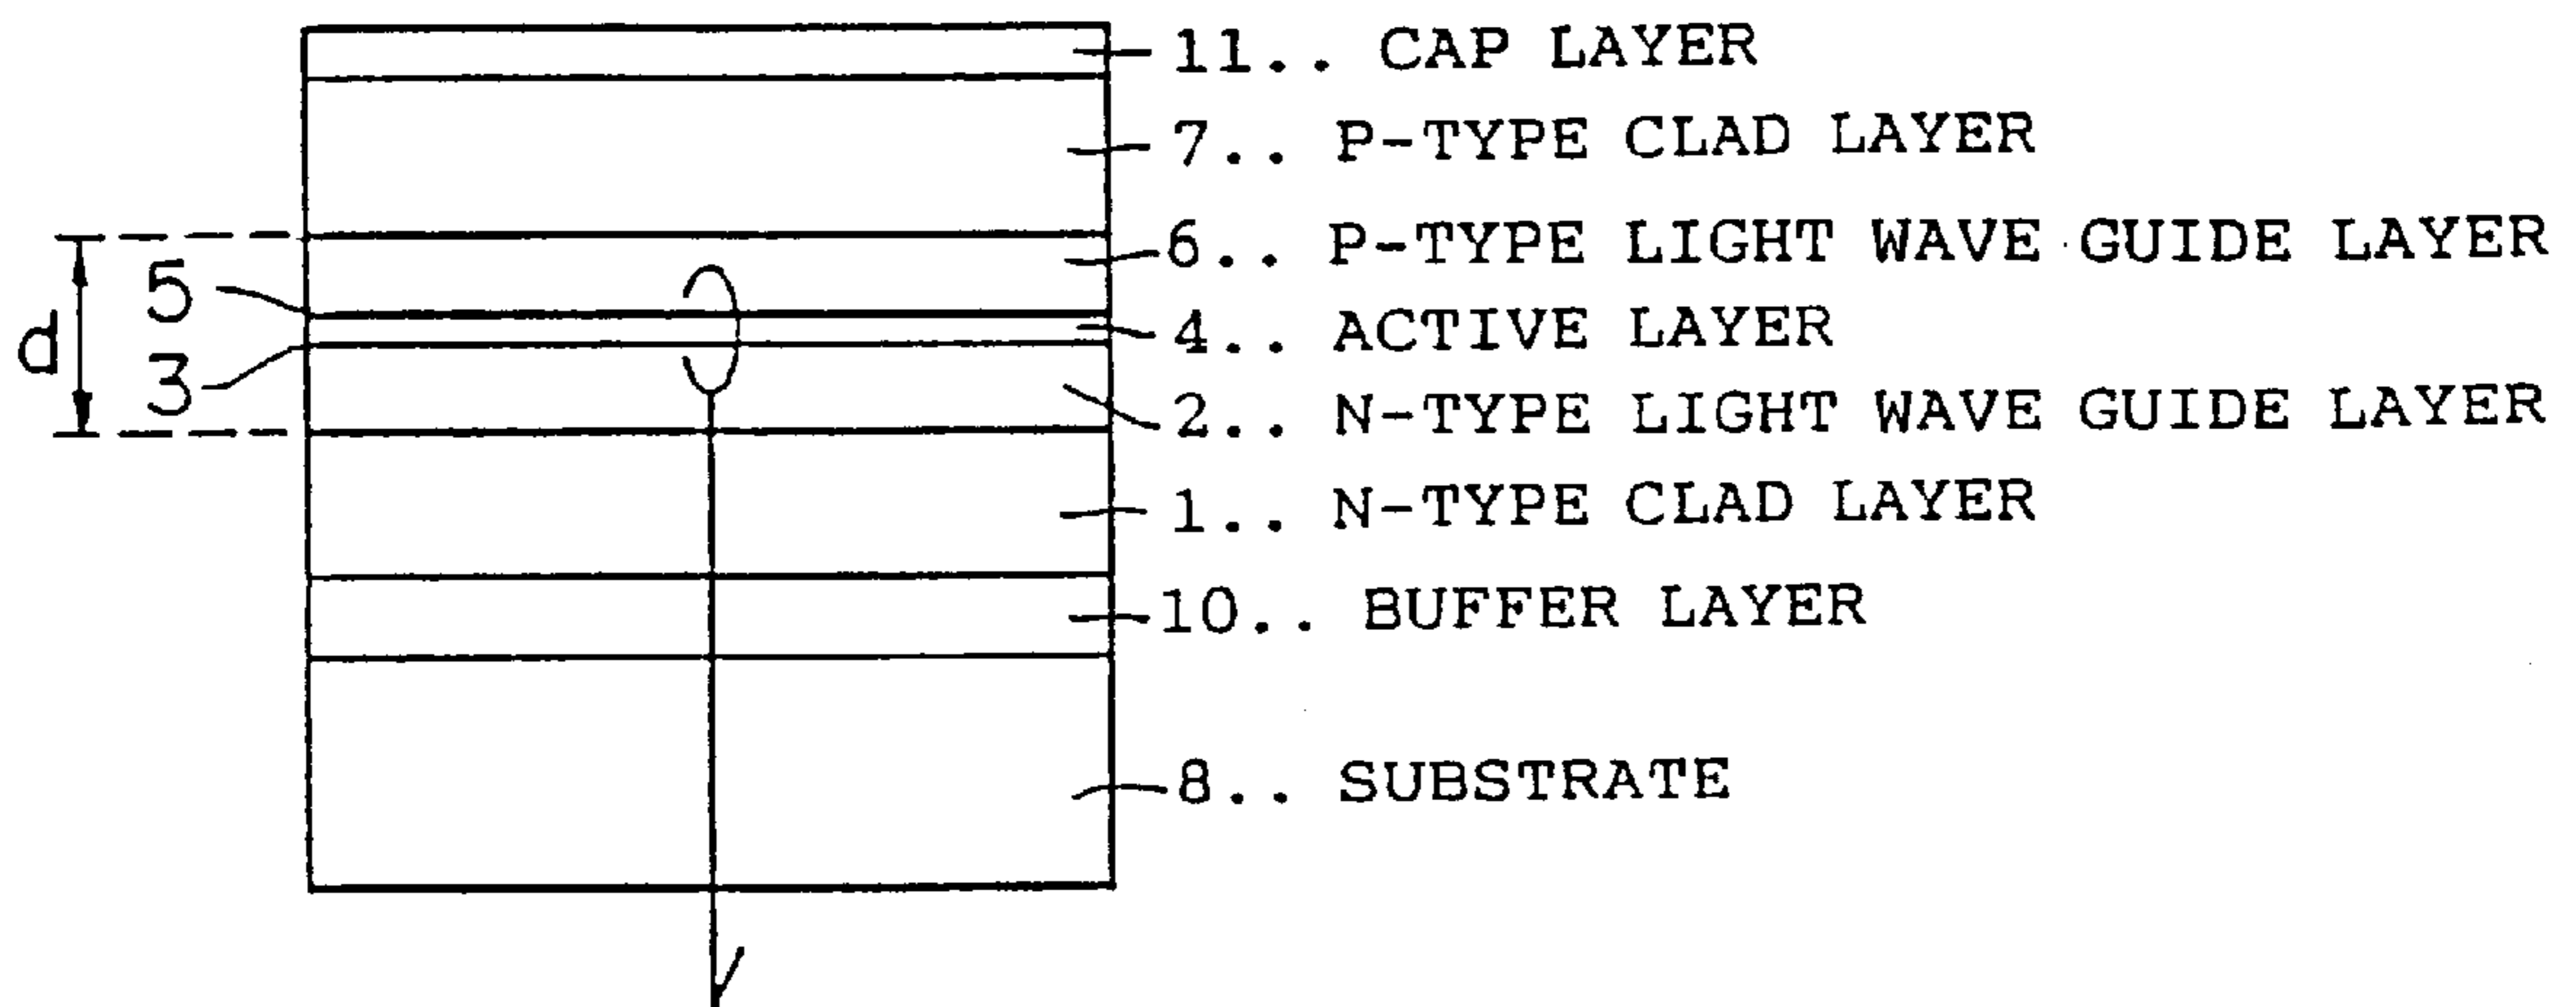 11.. CAP LAYER
7.. P-TYPE CLAD LAYER
6.. P-TYPE LIGHT WAVE GUIDE LAYER
5
4.. ACTIVE LAYER
d
3
2.. N-TYPE LIGHT WAVE GUIDE LAYER
1.. N-TYPE CLAD LAYER
10.. BUFFER LAYER
8.. SUBSTRATE